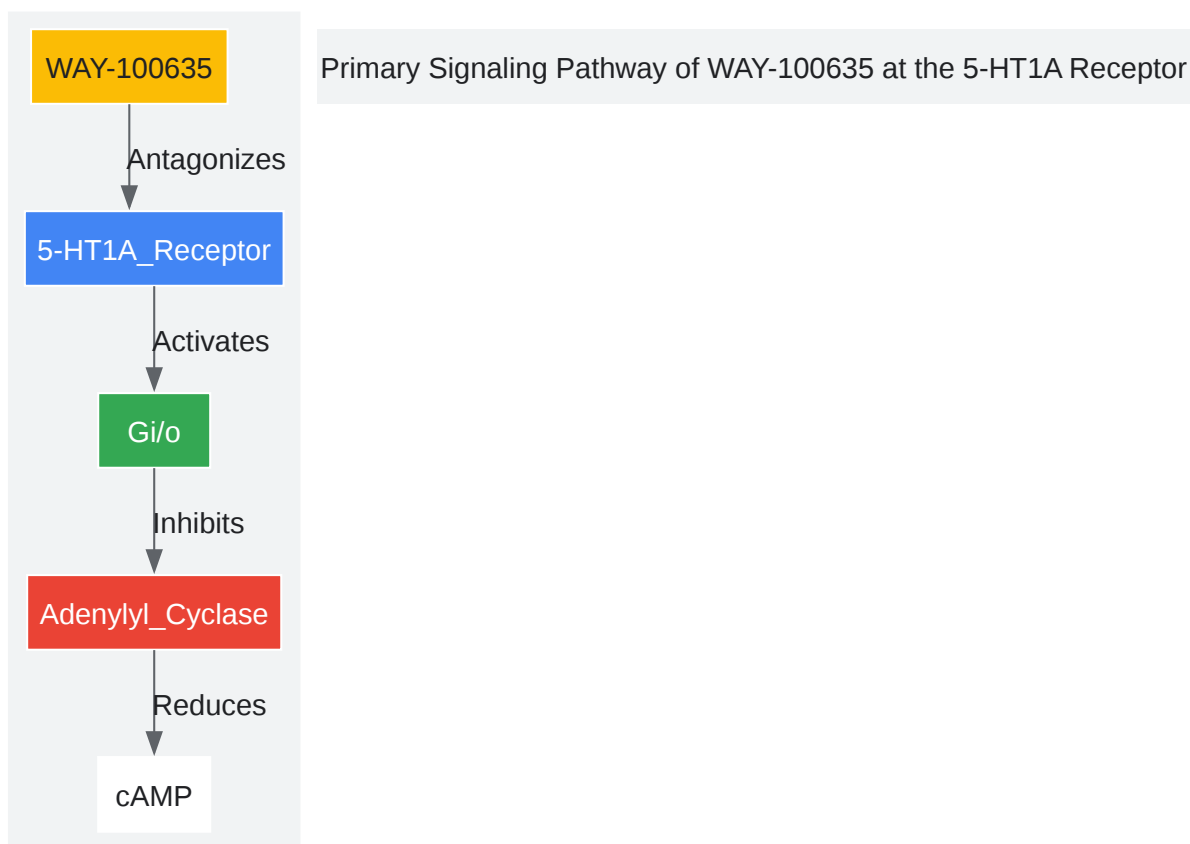 WAY-100635
Primary Signaling Pathway of WAY-100635 at the 5-HT1A Receptor
Antagonizes
5-HT1A_Receptor
Activates
Gi/o
Inhibits
Adenylyl_Cyclase
Reduces
cAMP